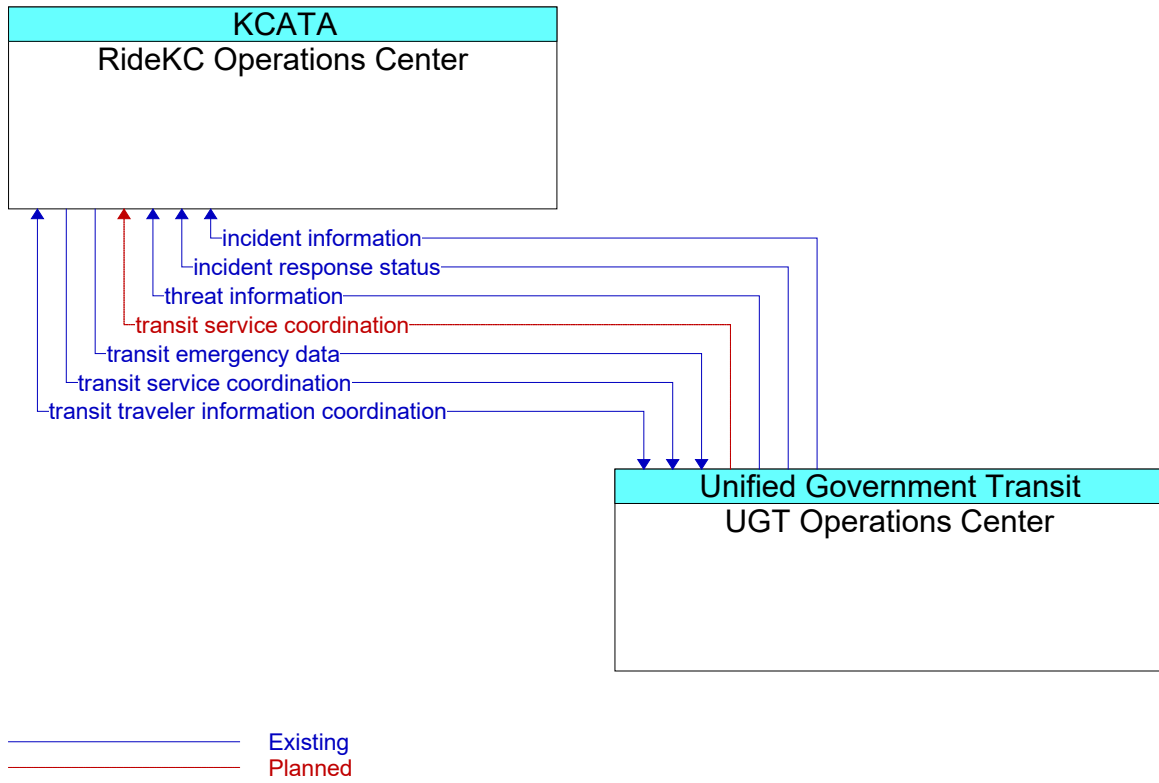 KCATA
RideKC Operations Center
incident information
incident response status
threat information
transit service coordination
transit emergency data
transit service coordination
transit traveler information coordination
Unified Government Transit
UGT Operations Center
Existing
Planned